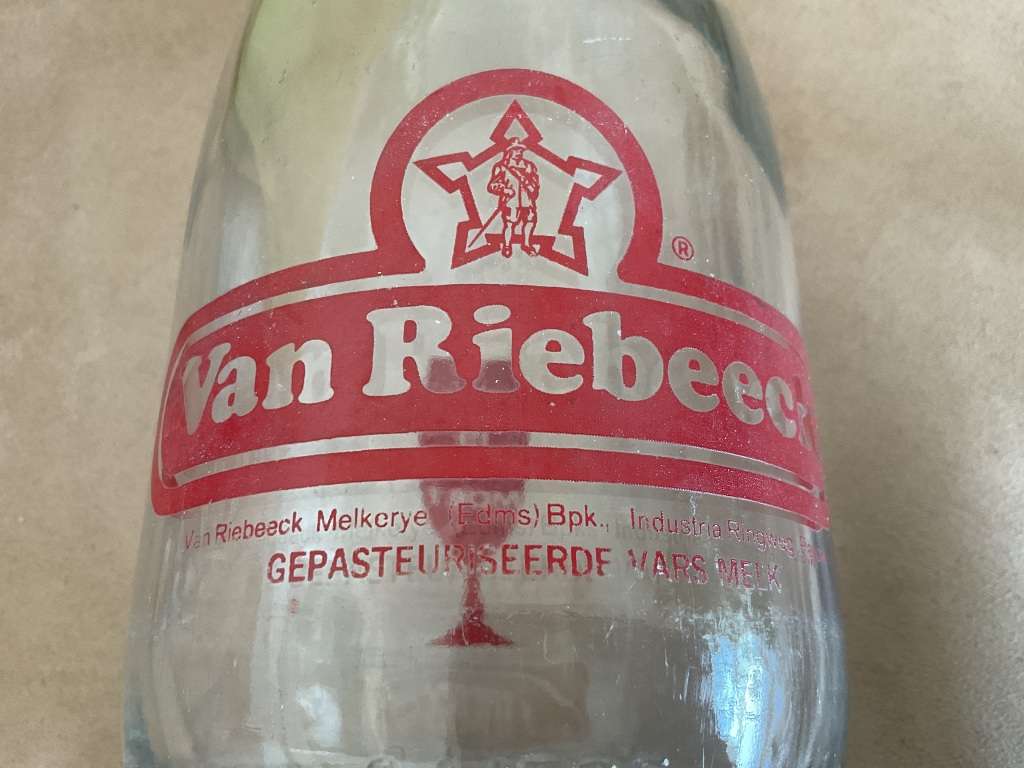 ®
Van Riebeeck
Van Riebeeck Melkerye (Edms) Bpk., Industria Ringweg
GEPASTEURISEERDE VARS MELK